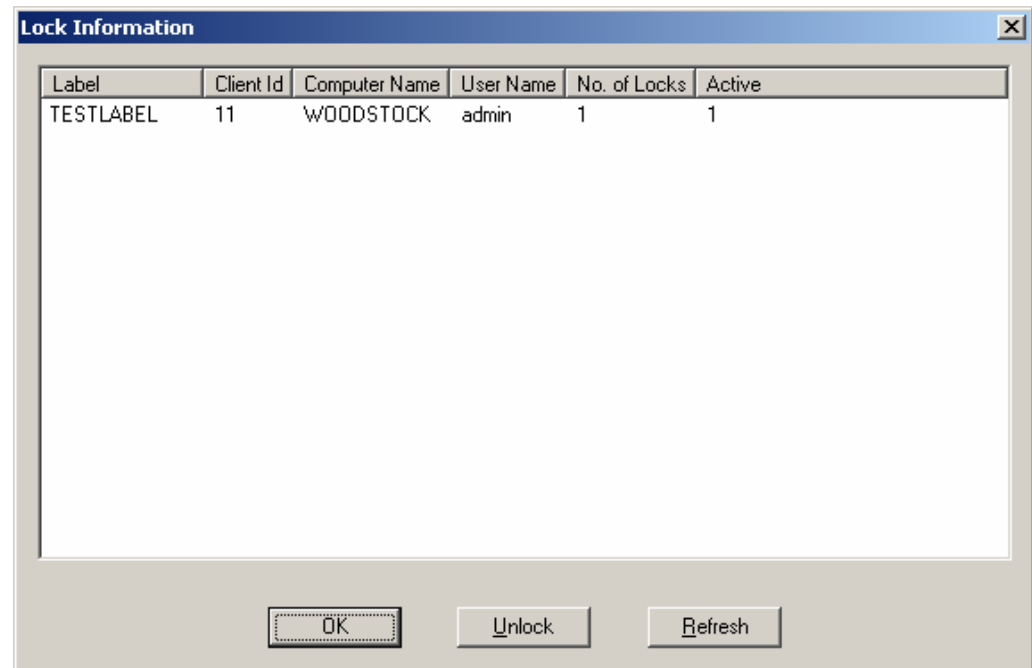 Lock Information
Label Client Id Computer Name User Name No. of Locks Active
TESTLABEL 11 WOODSTOCK admin 1 1
OK Unlock Refresh